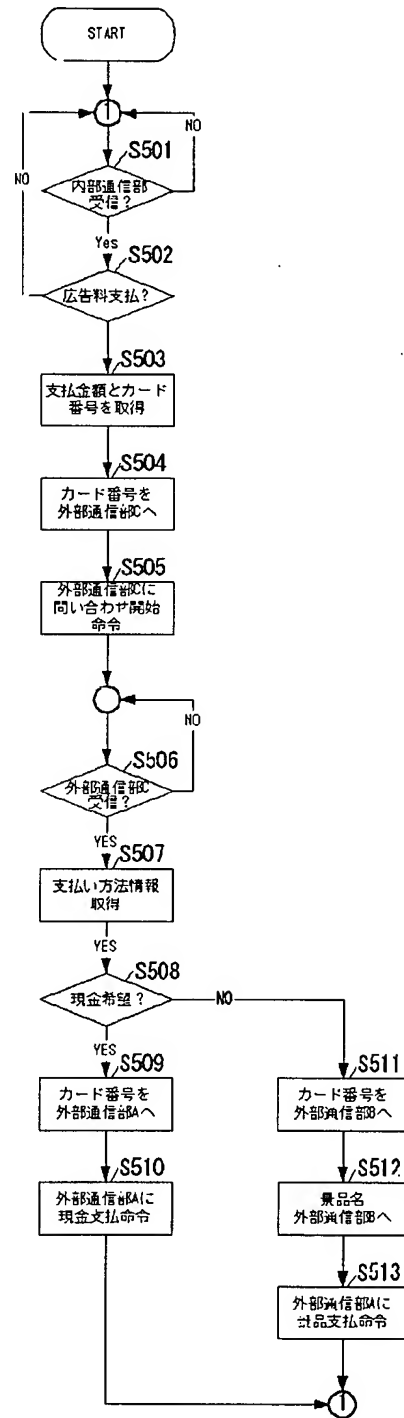 START
1
NO
NO
S501
内部通信部
受信?
Yes
S502
広告料支払?
S503
支払金額とカード
番号を取得
S504
カード番号を
外部通信部Cへ
S505
外部通信部Cに
問い合わせ開始
命令
NO
S506
外部通信部C
受信?
YES
S507
支払い方法情報
取得
YES
S508
現金希望?
NO
YES
S509
カード番号を
外部通信部Aへ
S510
外部通信部Aに
現金支払命令
S511
カード番号を
外部通信部Bへ
S512
景品名
外部通信部Bへ
S513
外部通信部Aに
景品支払命令
1